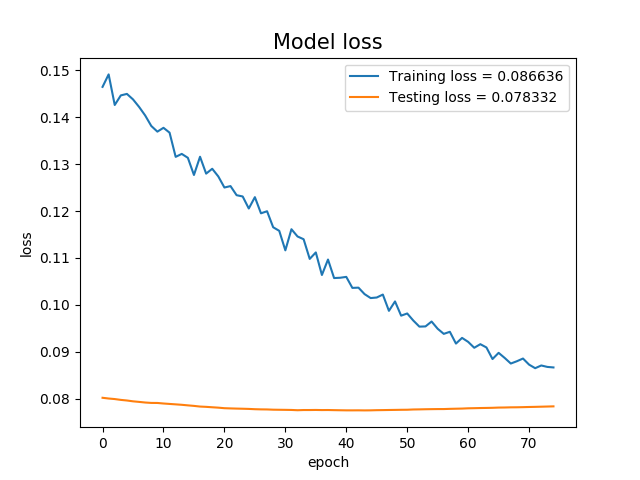 Model loss
Training loss = 0.086636
Testing loss = 0.078332
0.15
0.14
0.13
0.12
0.11
0.10
0.09
0.08
loss
0 10 20 30 40 50 60 70
epoch